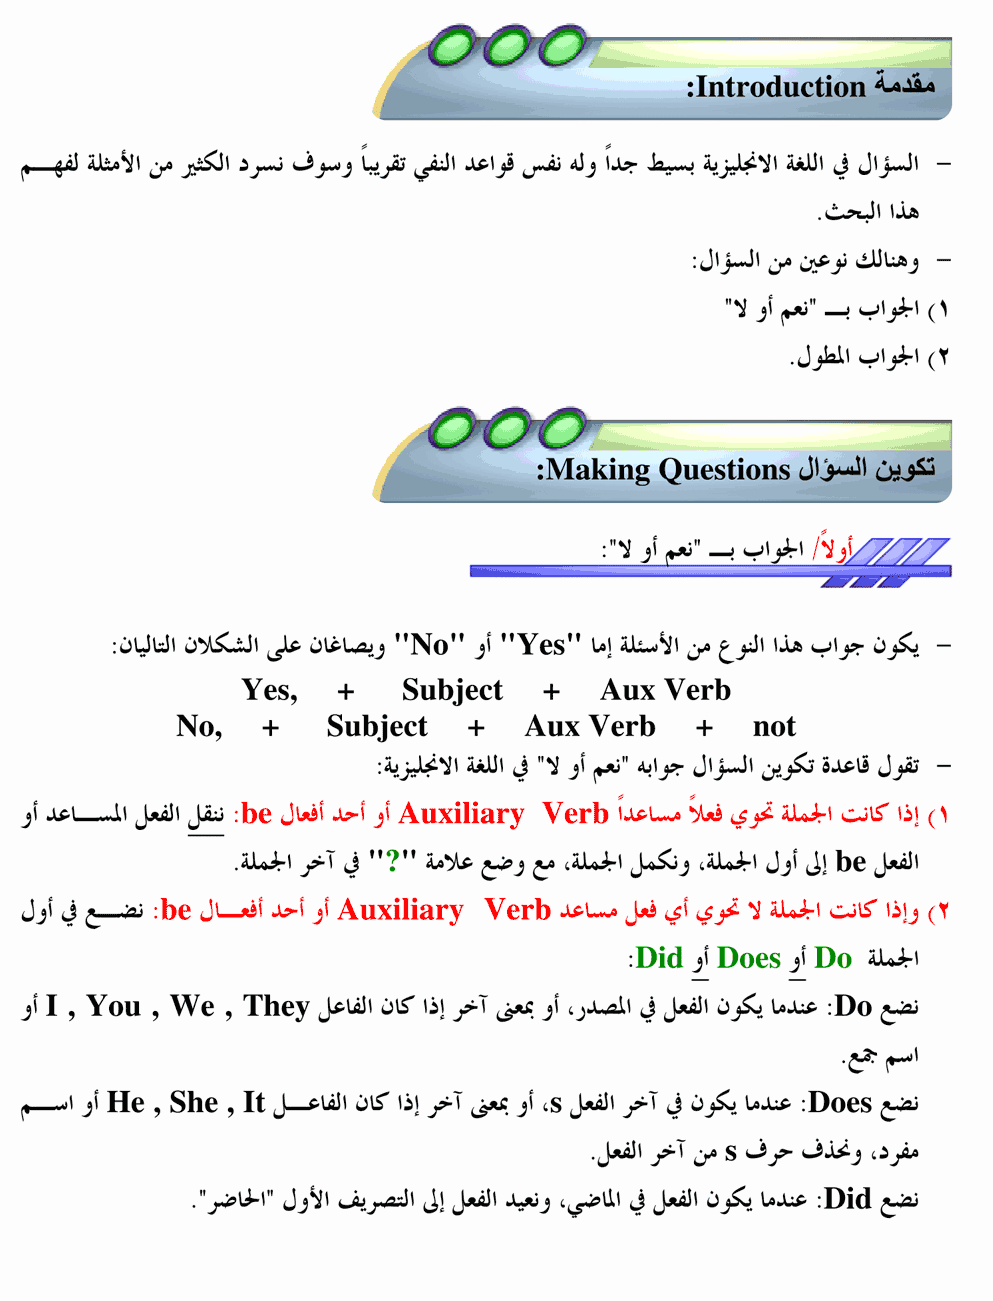 مقدمة Introduction:
– السؤال في اللغة الانجليزية بسيط جداً وله نفس قواعد النفي تقريباً وسوف نسرد الكثير من الأمثلة لفهم
هذا البحث.
– وهنالك نوعين من السؤال:
١) الجواب بـ "نعم أو لا"
٢) الجواب المطول.
تكوين السؤال Making Questions:
أولاً/ الجواب بـ "نعم أو لا":
– يكون جواب هذا النوع من الأسئلة إما "Yes" أو "No" ويصاغان على الشكلان التاليان:
Yes, + Subject + Aux Verb
No, + Subject + Aux Verb + not
– تقول قاعدة تكوين السؤال جوابه "نعم أو لا" في اللغة الانجليزية:
١) إذا كانت الجملة تحوي فعلاً مساعداً Auxiliary Verb أو أحد أفعال be: ننقل الفعل المساعد أو
الفعل be إلى أول الجملة، ونكمل الجملة، مع وضع علامة "?" في آخر الجملة.
٢) وإذا كانت الجملة لا تحوي أي فعل مساعد Auxiliary Verb أو أحد أفعال be: نضع في أول
الجملة Do أو Does أو Did:
نضع Do: عندما يكون الفعل في المصدر، أو بمعنى آخر إذا كان الفاعل I , You , We , They أو
اسم جمع.
نضع Does: عندما يكون في آخر الفعل s، أو بمعنى آخر إذا كان الفاعل He , She , It أو اسم
مفرد، ونحذف حرف s من آخر الفعل.
نضع Did: عندما يكون الفعل في الماضي، ونعيد الفعل إلى التصريف الأول "الحاضر".